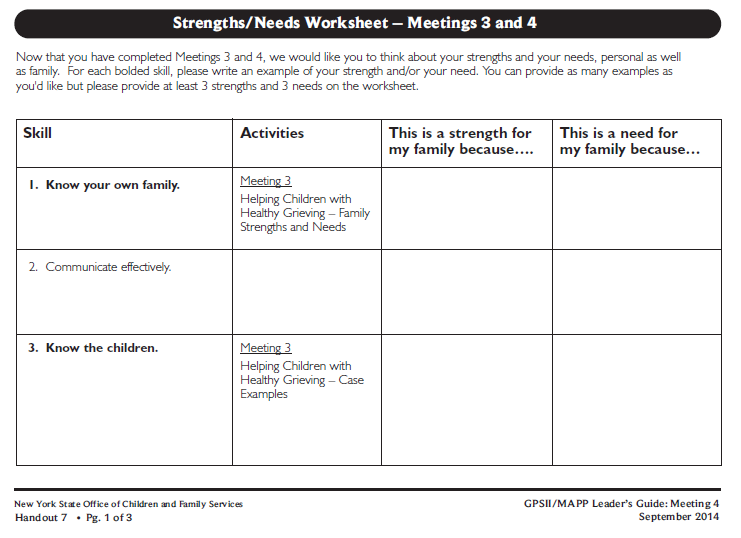 Strengths/Needs Worksheet – Meetings 3 and 4
Now that you have completed Meetings 3 and 4, we would like you to think about your strengths and your needs, personal as well
as family. For each bolded skill, please write an example of your strength and/or your need. You can provide as many examples as
you'd like but please provide at least 3 strengths and 3 needs on the worksheet.
Skill
Activities
This is a strength for
my family because….
This is a need for
my family because…
1. Know your own family.
Meeting 3
Helping Children with
Healthy Grieving – Family
Strengths and Needs
2. Communicate effectively.
3. Know the children.
Meeting 3
Helping Children with
Healthy Grieving – Case
Examples
New York State Office of Children and Family Services
Handout 7 • Pg. 1 of 3
GPSII/MAPP Leader's Guide: Meeting 4
September 2014